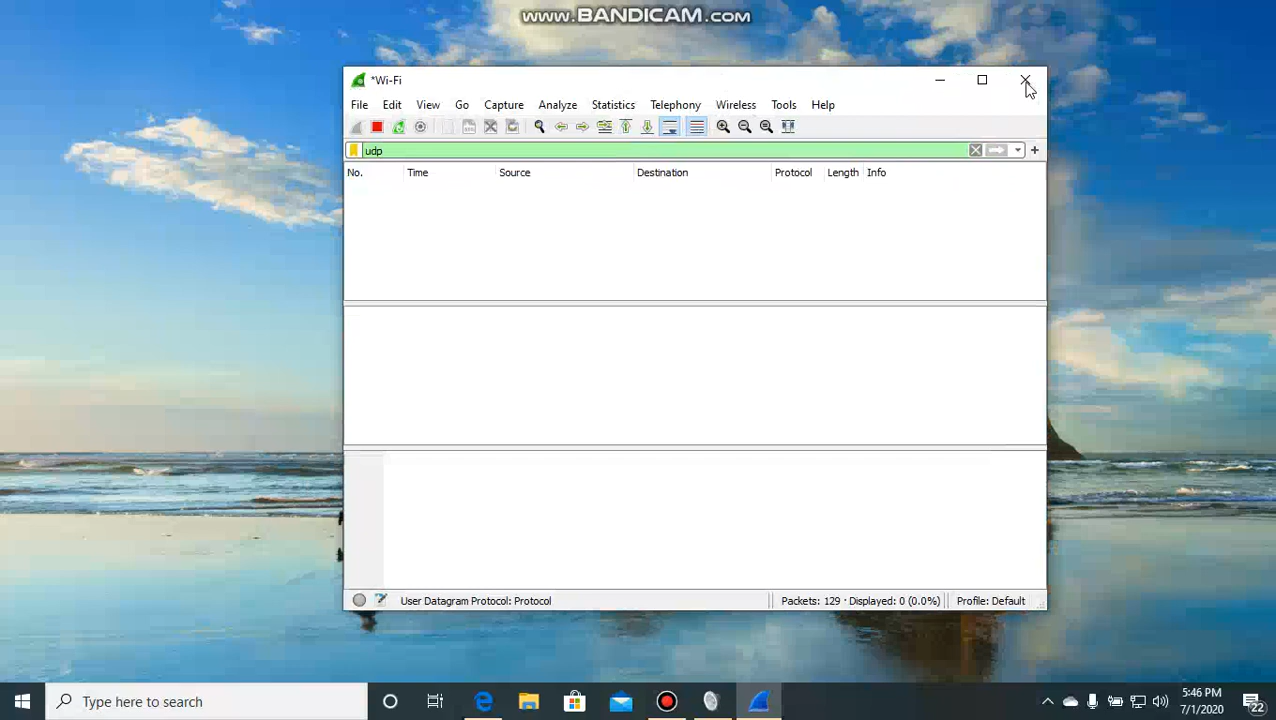 www.BANDICAM.com
*Wi-Fi
File Edit View Go Capture Analyze Statistics Telephony Wireless Tools Help
udp
No. Time Source Destination Protocol Length Info
User Datagram Protocol: Protocol
Packets: 129 · Displayed: 0 (0.0%)
Profile: Default
Type here to search
5:46 PM
7/1/2020
22